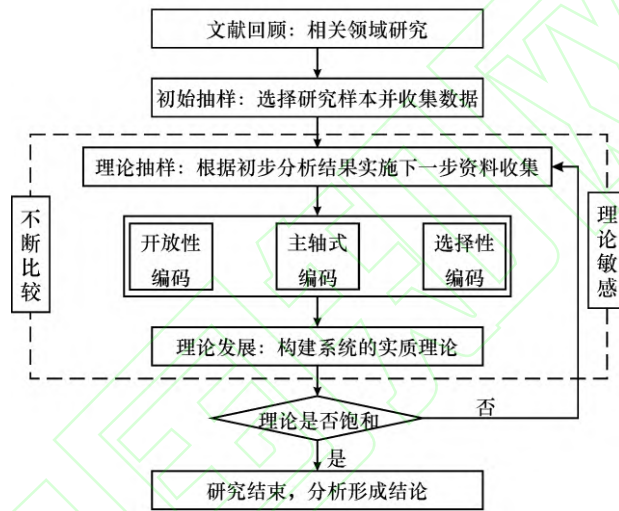 文献回顾：相关领域研究
初始抽样：选择研究样本并收集数据
理论抽样：根据初步分析结果实施下一步资料收集
不断比较
开放性
编码
主轴式
编码
选择性
编码
理论敏感
理论发展：构建系统的实质理论
理论是否饱和
否
是
研究结束，分析形成结论